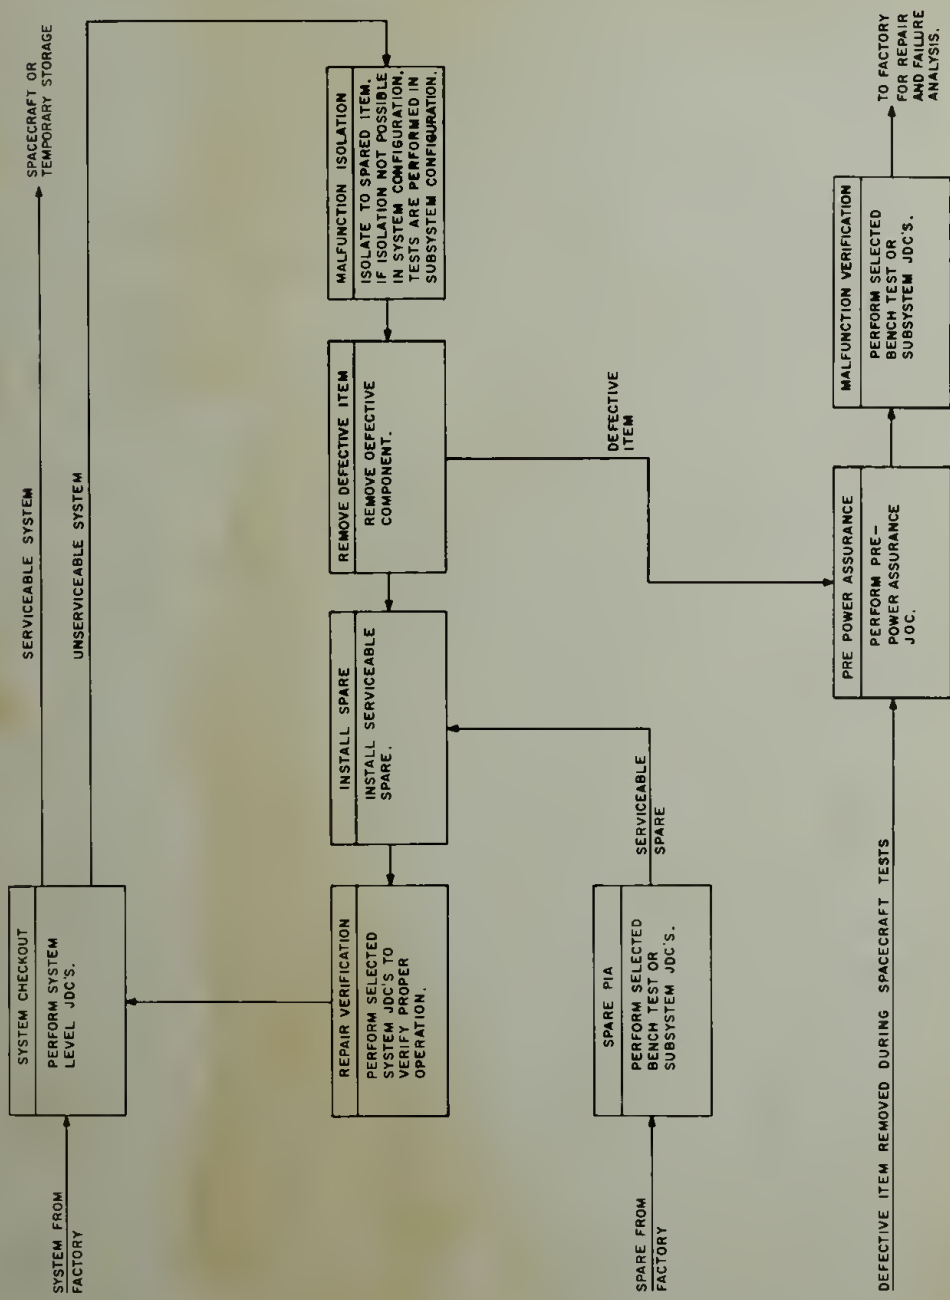 SYSTEM FROM
FACTORY
SYSTEM CHECKOUT
PERFORM SYSTEM
LEVEL JDC'S.
SERVICEABLE SYSTEM
UNSERVICEABLE SYSTEM
SPACECRAFT OR
TEMPORARY STORAGE
REPAIR VERIFICATION
PERFORM SELECTED
SYSTEM JDC'S TO
VERIFY PROPER
OPERATION.
INSTALL SPARE
INSTALL SERVICEABLE
SPARE.
REMOVE DEFECTIVE ITEM
REMOVE DEFECTIVE
COMPONENT.
MALFUNCTION ISOLATION
ISOLATE TO SPARED ITEM.
IF ISOLATION NOT POSSIBLE
IN SYSTEM CONFIGURATION,
TESTS ARE PERFORMED IN
SUBSYSTEM CONFIGURATION.
SPARE FROM
FACTORY
SPARE PIA
PERFORM SELECTED
BENCH TEST OR
SUBSYSTEM JDC'S.
SERVICEABLE
SPARE
DEFECTIVE
ITEM
DEFECTIVE ITEM REMOVED DURING SPACECRAFT TESTS
PRE POWER ASSURANCE
PERFORM PRE-
POWER ASSURANCE
JDC.
MALFUNCTION VERIFICATION
PERFORM SELECTED
BENCH TEST OR
SUBSYSTEM JDC'S.
TO FACTORY
FOR REPAIR
AND FAILURE
ANALYSIS.